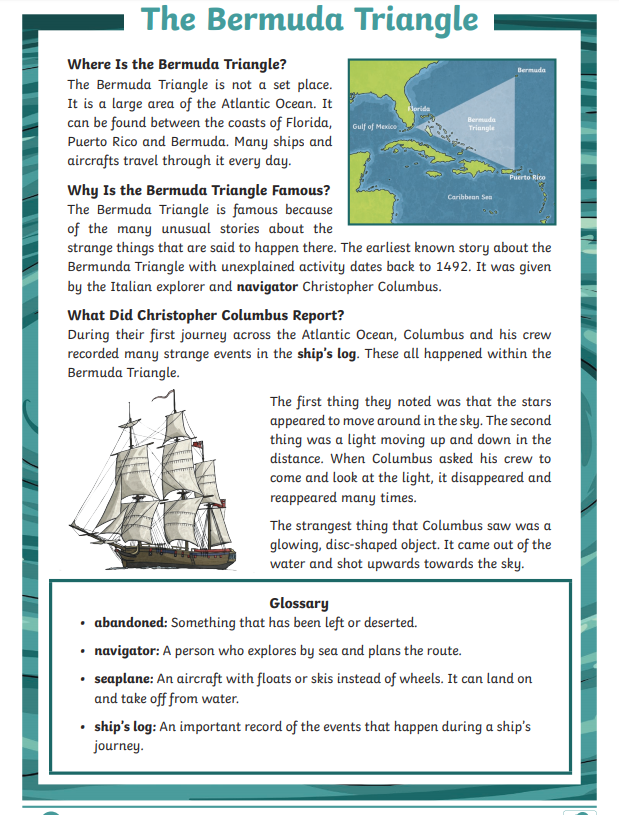 The Bermuda Triangle
Where Is the Bermuda Triangle?
The Bermuda Triangle is not a set place.
It is a large area of the Atlantic Ocean. It
can be found between the coasts of Florida,
Puerto Rico and Bermuda. Many ships and
aircrafts travel through it every day.
Bermuda
Florida
Gulf of Mexico
Bermuda
Triangle
Puerto Rico
Caribbean Sea
Why Is the Bermuda Triangle Famous?
The Bermuda Triangle is famous because
of the many unusual stories about the
strange things that are said to happen there. The earliest known story about the
Bermunda Triangle with unexplained activity dates back to 1492. It was given
by the Italian explorer and navigator Christopher Columbus.
What Did Christopher Columbus Report?
During their first journey across the Atlantic Ocean, Columbus and his crew
recorded many strange events in the ship's log. These all happened within the
Bermuda Triangle.
The first thing they noted was that the stars
appeared to move around in the sky. The second
thing was a light moving up and down in the
distance. When Columbus asked his crew to
come and look at the light, it disappeared and
reappeared many times.
The strangest thing that Columbus saw was a
glowing, disc-shaped object. It came out of the
water and shot upwards towards the sky.
Glossary
• abandoned: Something that has been left or deserted.
• navigator: A person who explores by sea and plans the route.
• seaplane: An aircraft with floats or skis instead of wheels. It can land on
and take off from water.
• ship's log: An important record of the events that happen during a ship's
journey.